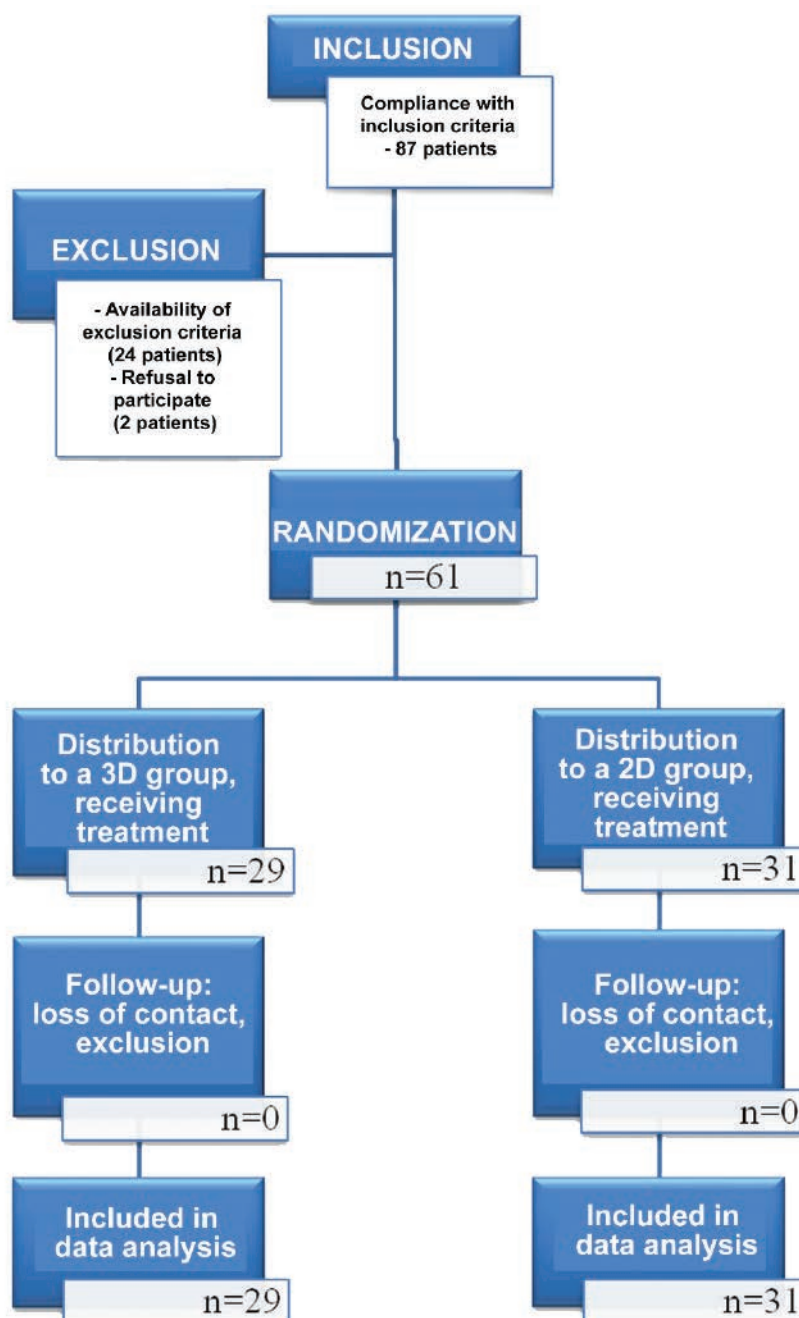 INCLUSION
Compliance with
inclusion criteria
- 87 patients
EXCLUSION
- Availability of
exclusion criteria
(24 patients)
- Refusal to
participate
(2 patients)
RANDOMIZATION
n=61
Distribution
to a 3D group,
receiving
treatment
n=29
Distribution
to a 2D group,
receiving
treatment
n=31
Follow-up:
loss of contact,
exclusion
n=0
Follow-up:
loss of contact,
exclusion
n=0
Included in
data analysis
n=29
Included in
data analysis
n=31